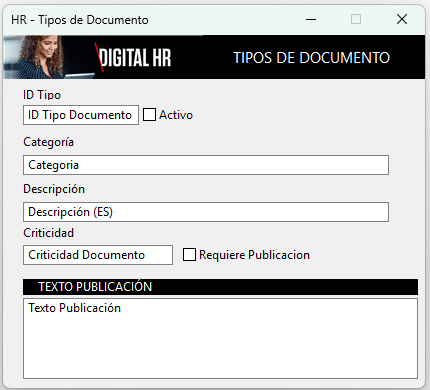 HR - Tipos de Documento
DIGITAL HR
TIPOS DE DOCUMENTO
ID Tipo
ID Tipo Documento
Activo
Categoría
Categoria
Descripción
Descripción (ES)
Criticidad
Criticidad Documento
Requiere Publicacion
TEXTO PUBLICACIÓN
Texto Publicación